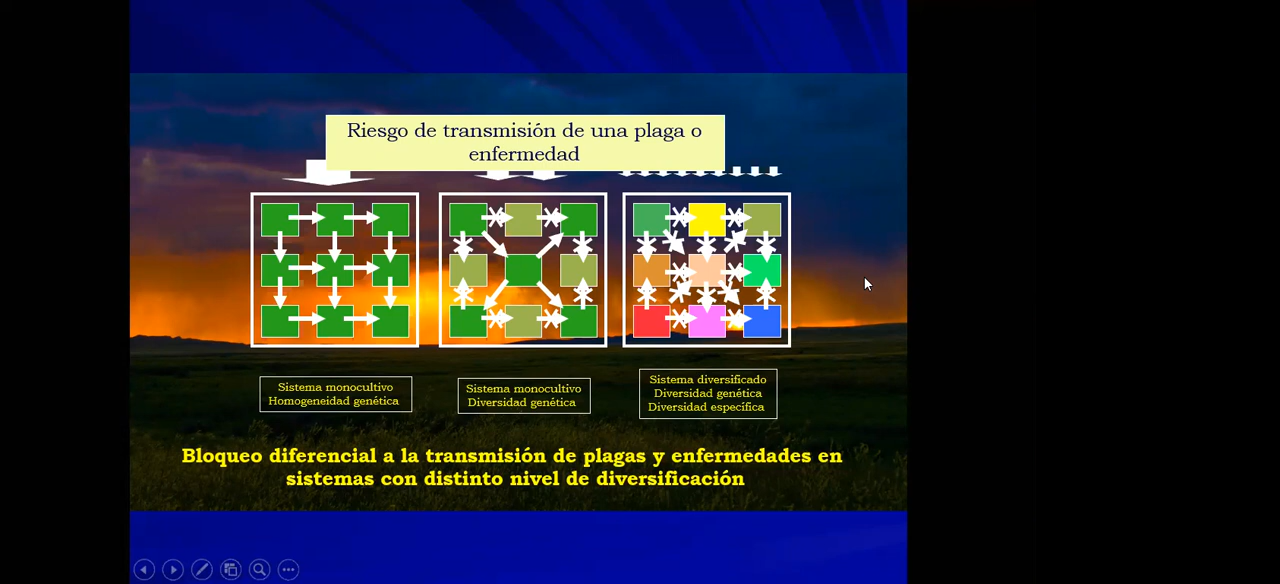 Riesgo de transmisión de una plaga o
enfermedad
Sistema monocultivo
Homogeneidad genética
Sistema monocultivo
Diversidad genética
Sistema diversificado
Diversidad genética
Diversidad específica
Bloqueo diferencial a la transmisión de plagas y enfermedades en
sistemas con distinto nivel de diversificación